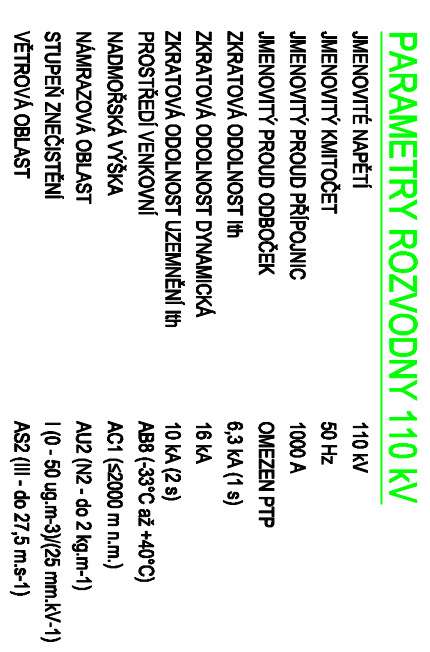 PARAMETRY ROZVODNY 110 kV
JMENOVITÉ NAPĚTÍ 110 kV
JMENOVITÝ KMITOČET 50 Hz
JMENOVITÝ PROUD PŘÍPOJNIC 1000 A
JMENOVITÝ PROUD ODBOČEK OMEZEN PTP
ZKRATOVÁ ODOLNOST Ith 6,3 kA (1 s)
ZKRATOVÁ ODOLNOST DYNAMICKÁ 16 kA
ZKRATOVÁ ODOLNOST UZEMNĚNÍ Ith 10 kA (2 s)
PROSTŘEDÍ VENKOVNÍ AB8 (-33°C až +40°C)
NADMOŘSKÁ VÝŠKA AC1 (≤2000 m n.m.)
NÁMRAZOVÁ OBLAST AU2 (N2 - do 2 kg.m-1)
STUPEŇ ZNEČISTĚNÍ I (0 - 50 ug.m-3)/(25 mm.kV-1)
VĚTROVÁ OBLAST AS2 (III - do 27,5 m.s-1)